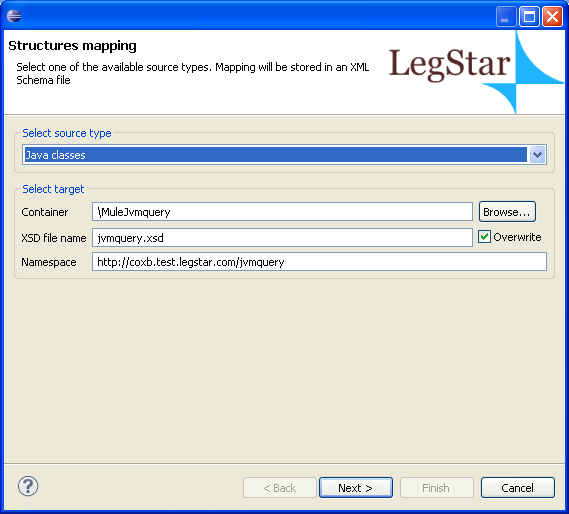 Structures mapping
Select one of the available source types. Mapping will be stored in an XML
Schema file
LegStar
Select source type
Java classes
Select target
Container \MuleJvmquery Browse...
XSD file name jvmquery.xsd Overwrite
Namespace http://coxb.test.legstar.com/jvmquery
? < Back Next > Finish Cancel